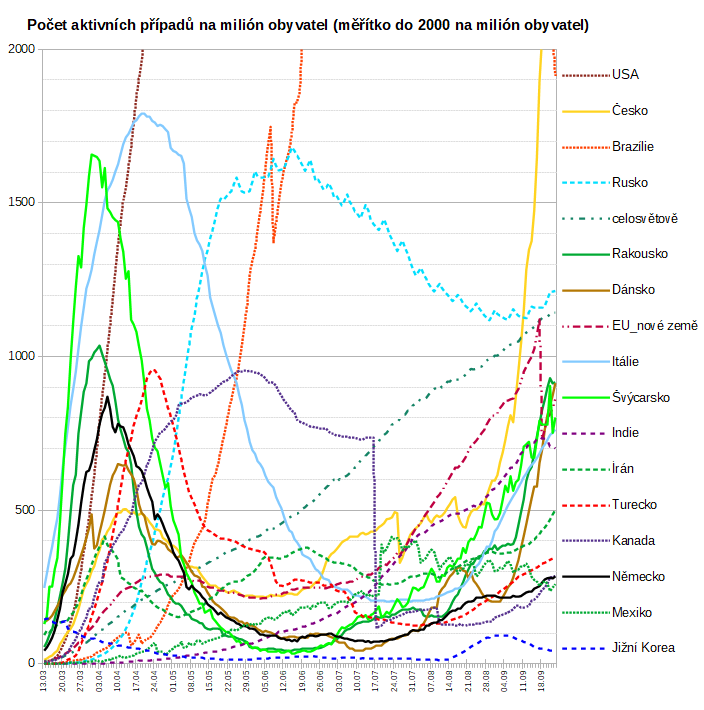 Počet aktivních případů na milión obyvatel (měřítko do 2000 na milión obyvatel)
2000
1500
1000
500
0
13.03
20.03
27.03
03.04
10.04
17.04
24.04
01.05
08.05
15.05
22.05
29.05
05.06
12.06
19.06
26.06
03.07
10.07
17.07
24.07
31.07
07.08
14.08
21.08
28.08
04.09
11.09
18.09
USA
Česko
Brazílie
Rusko
celosvětově
Rakousko
Dánsko
EU_nové země
Itálie
Švýcarsko
Indie
Írán
Turecko
Kanada
Německo
Mexiko
Jižní Korea